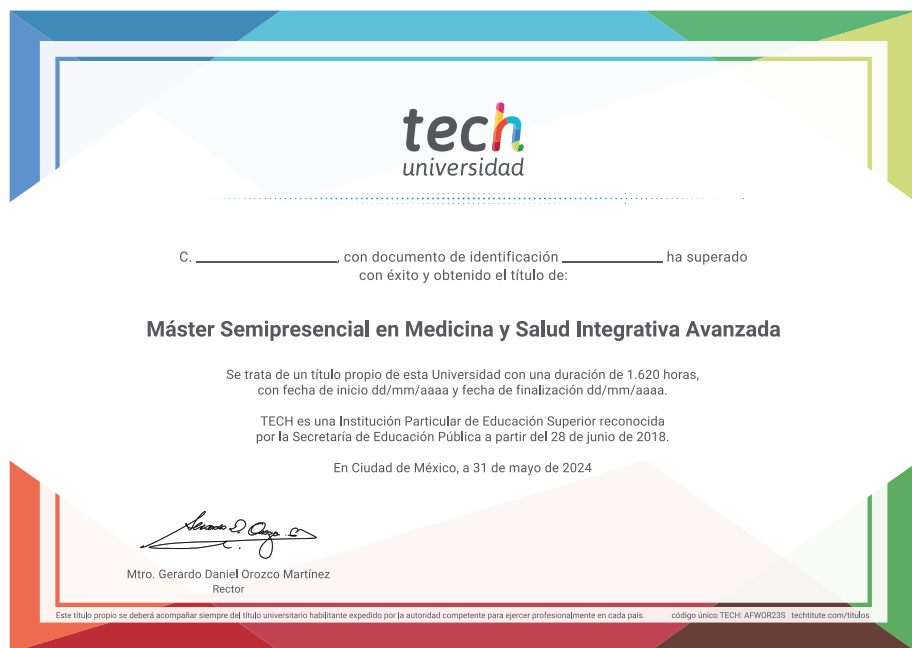 tech
universidad
C. ____________________, con documento de identificación ______________ ha superado
con éxito y obtenido el título de:
Máster Semipresencial en Medicina y Salud Integrativa Avanzada
Se trata de un título propio de esta Universidad con una duración de 1.620 horas,
con fecha de inicio dd/mm/aaaa y fecha de finalización dd/mm/aaaa.
TECH es una Institución Particular de Educación Superior reconocida
por la Secretaría de Educación Pública a partir del 28 de junio de 2018.
En Ciudad de México, a 31 de mayo de 2024
Mtro. Gerardo Daniel Orozco Martínez
Rector
Este título propio se deberá acompañar siempre del título universitario habilitante expedido por la autoridad competente para ejercer profesionalmente en cada país. código único TECH: AFWOR23S techtitute.com/titulos